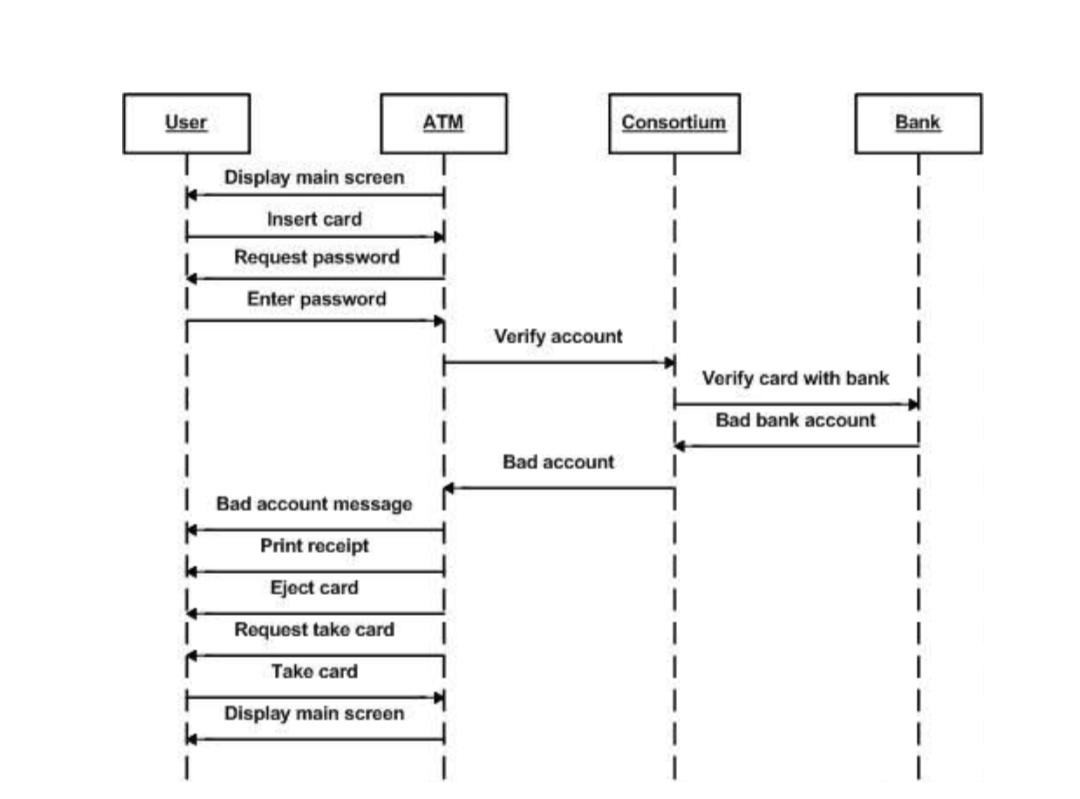 User
ATM
Consortium
Bank
Display main screen
Insert card
Request password
Enter password
Verify account
Verify card with bank
Bad bank account
Bad account
Bad account message
Print receipt
Eject card
Request take card
Take card
Display main screen